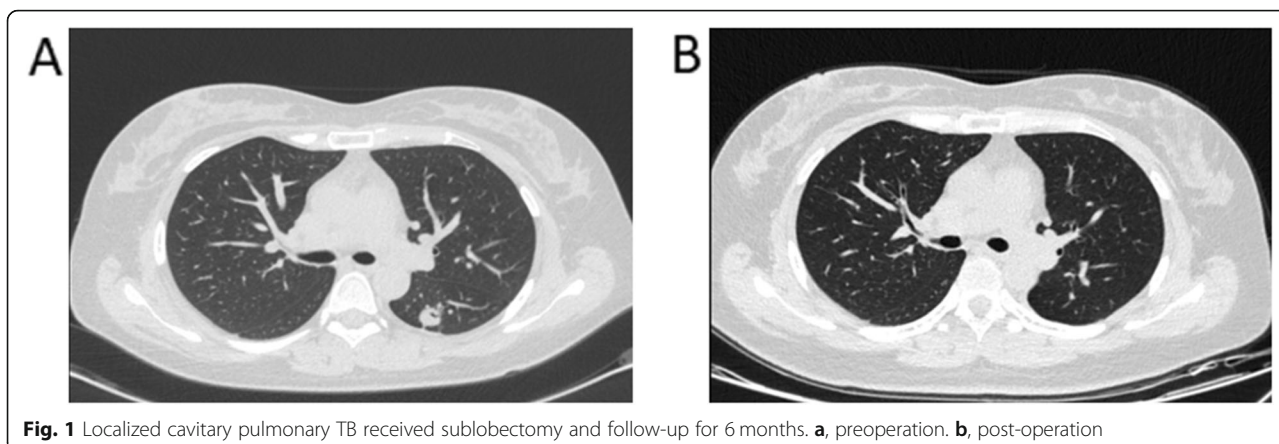 A
B
Fig. 1 Localized cavitary pulmonary TB received sublobectomy and follow-up for 6 months. a, preoperation. b, post-operation